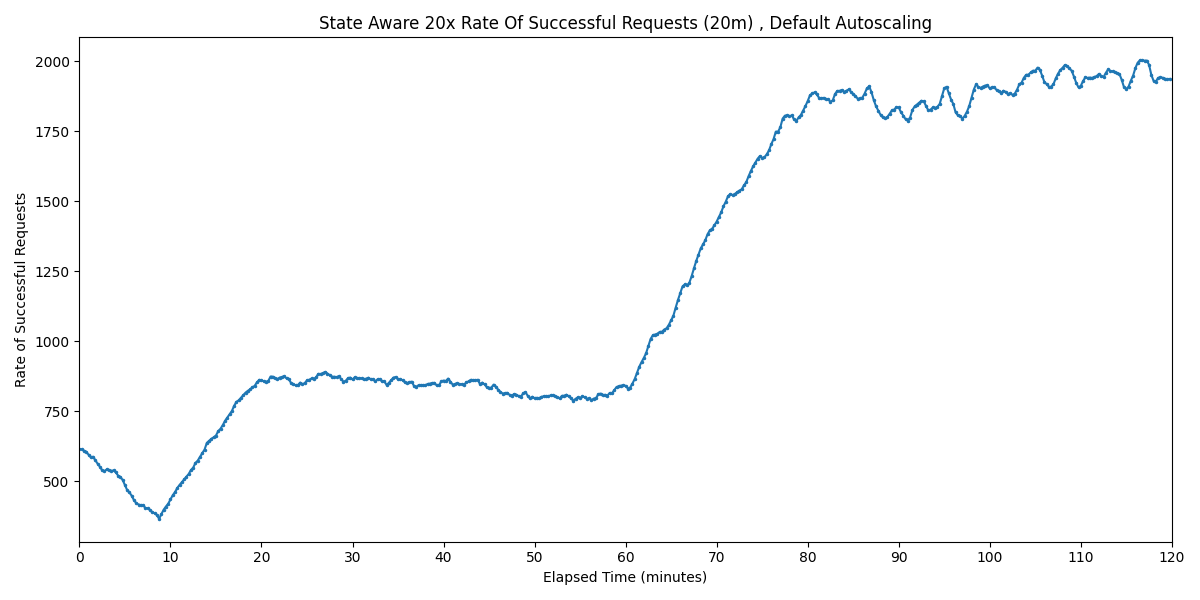 State Aware 20x Rate Of Successful Requests (20m) , Default Autoscaling
2000
1750
1500
1250
1000
750
500
Rate of Successful Requests
0 10 20 30 40 50 60 70 80 90 100 110 120
Elapsed Time (minutes)